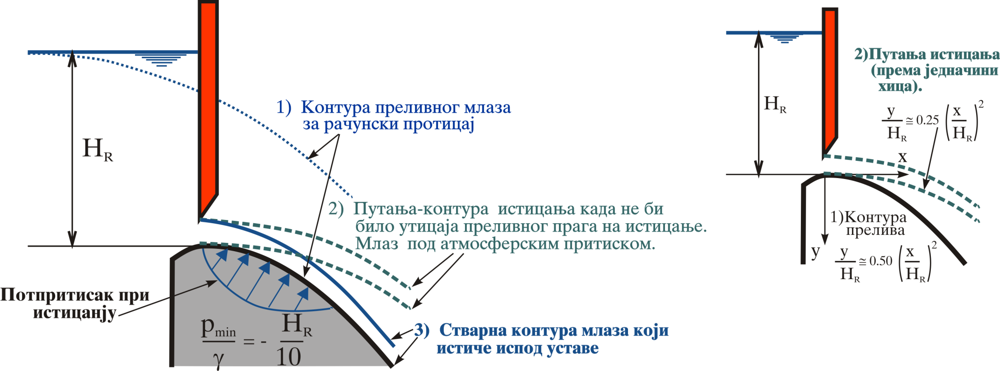 H_R
1) Контура преливног млаза
за рачунски протицај
2) Путања-контура истицања када не би
било утицаја преливног прага на истицање.
Млаз под атмосферским притиском.
Потпритисак при
истицању
p_min / γ = - H_R / 10
3) Стварна контура млаза који
истиче испод уставе
H_R
2)Путања истицања
(према једначини
хица).
y / H_R ≅ 0.25 (x / H_R)^2
x
1)Контура
прелива
y
y / H_R ≅ 0.50 (x / H_R)^2